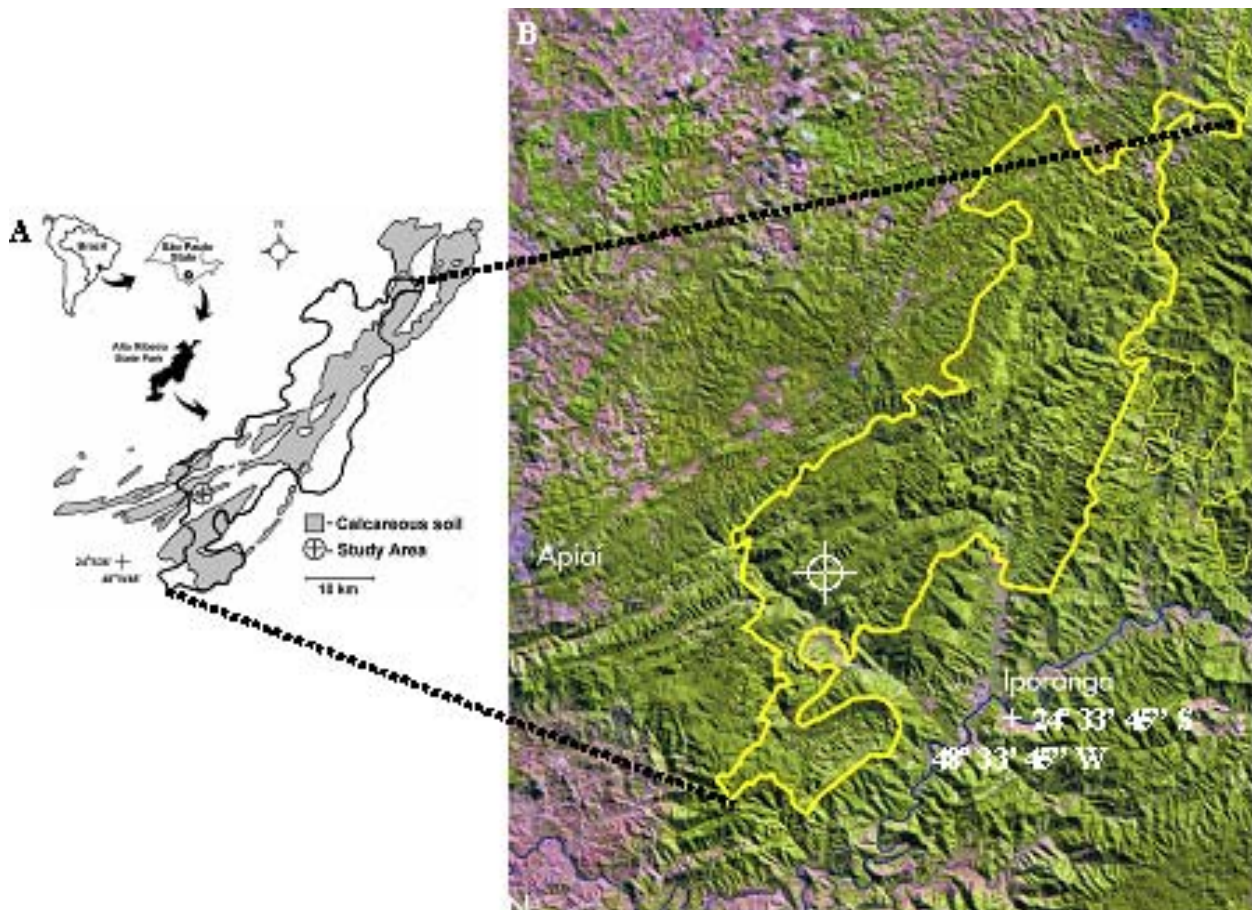 A
Brazil
São Paulo
State
Alto Ribeira
State Park
- Calcareous soil
- Study Area
10 km
B
Apiai
Iporanga
+ 24° 33' 45" S
48° 33' 45" W